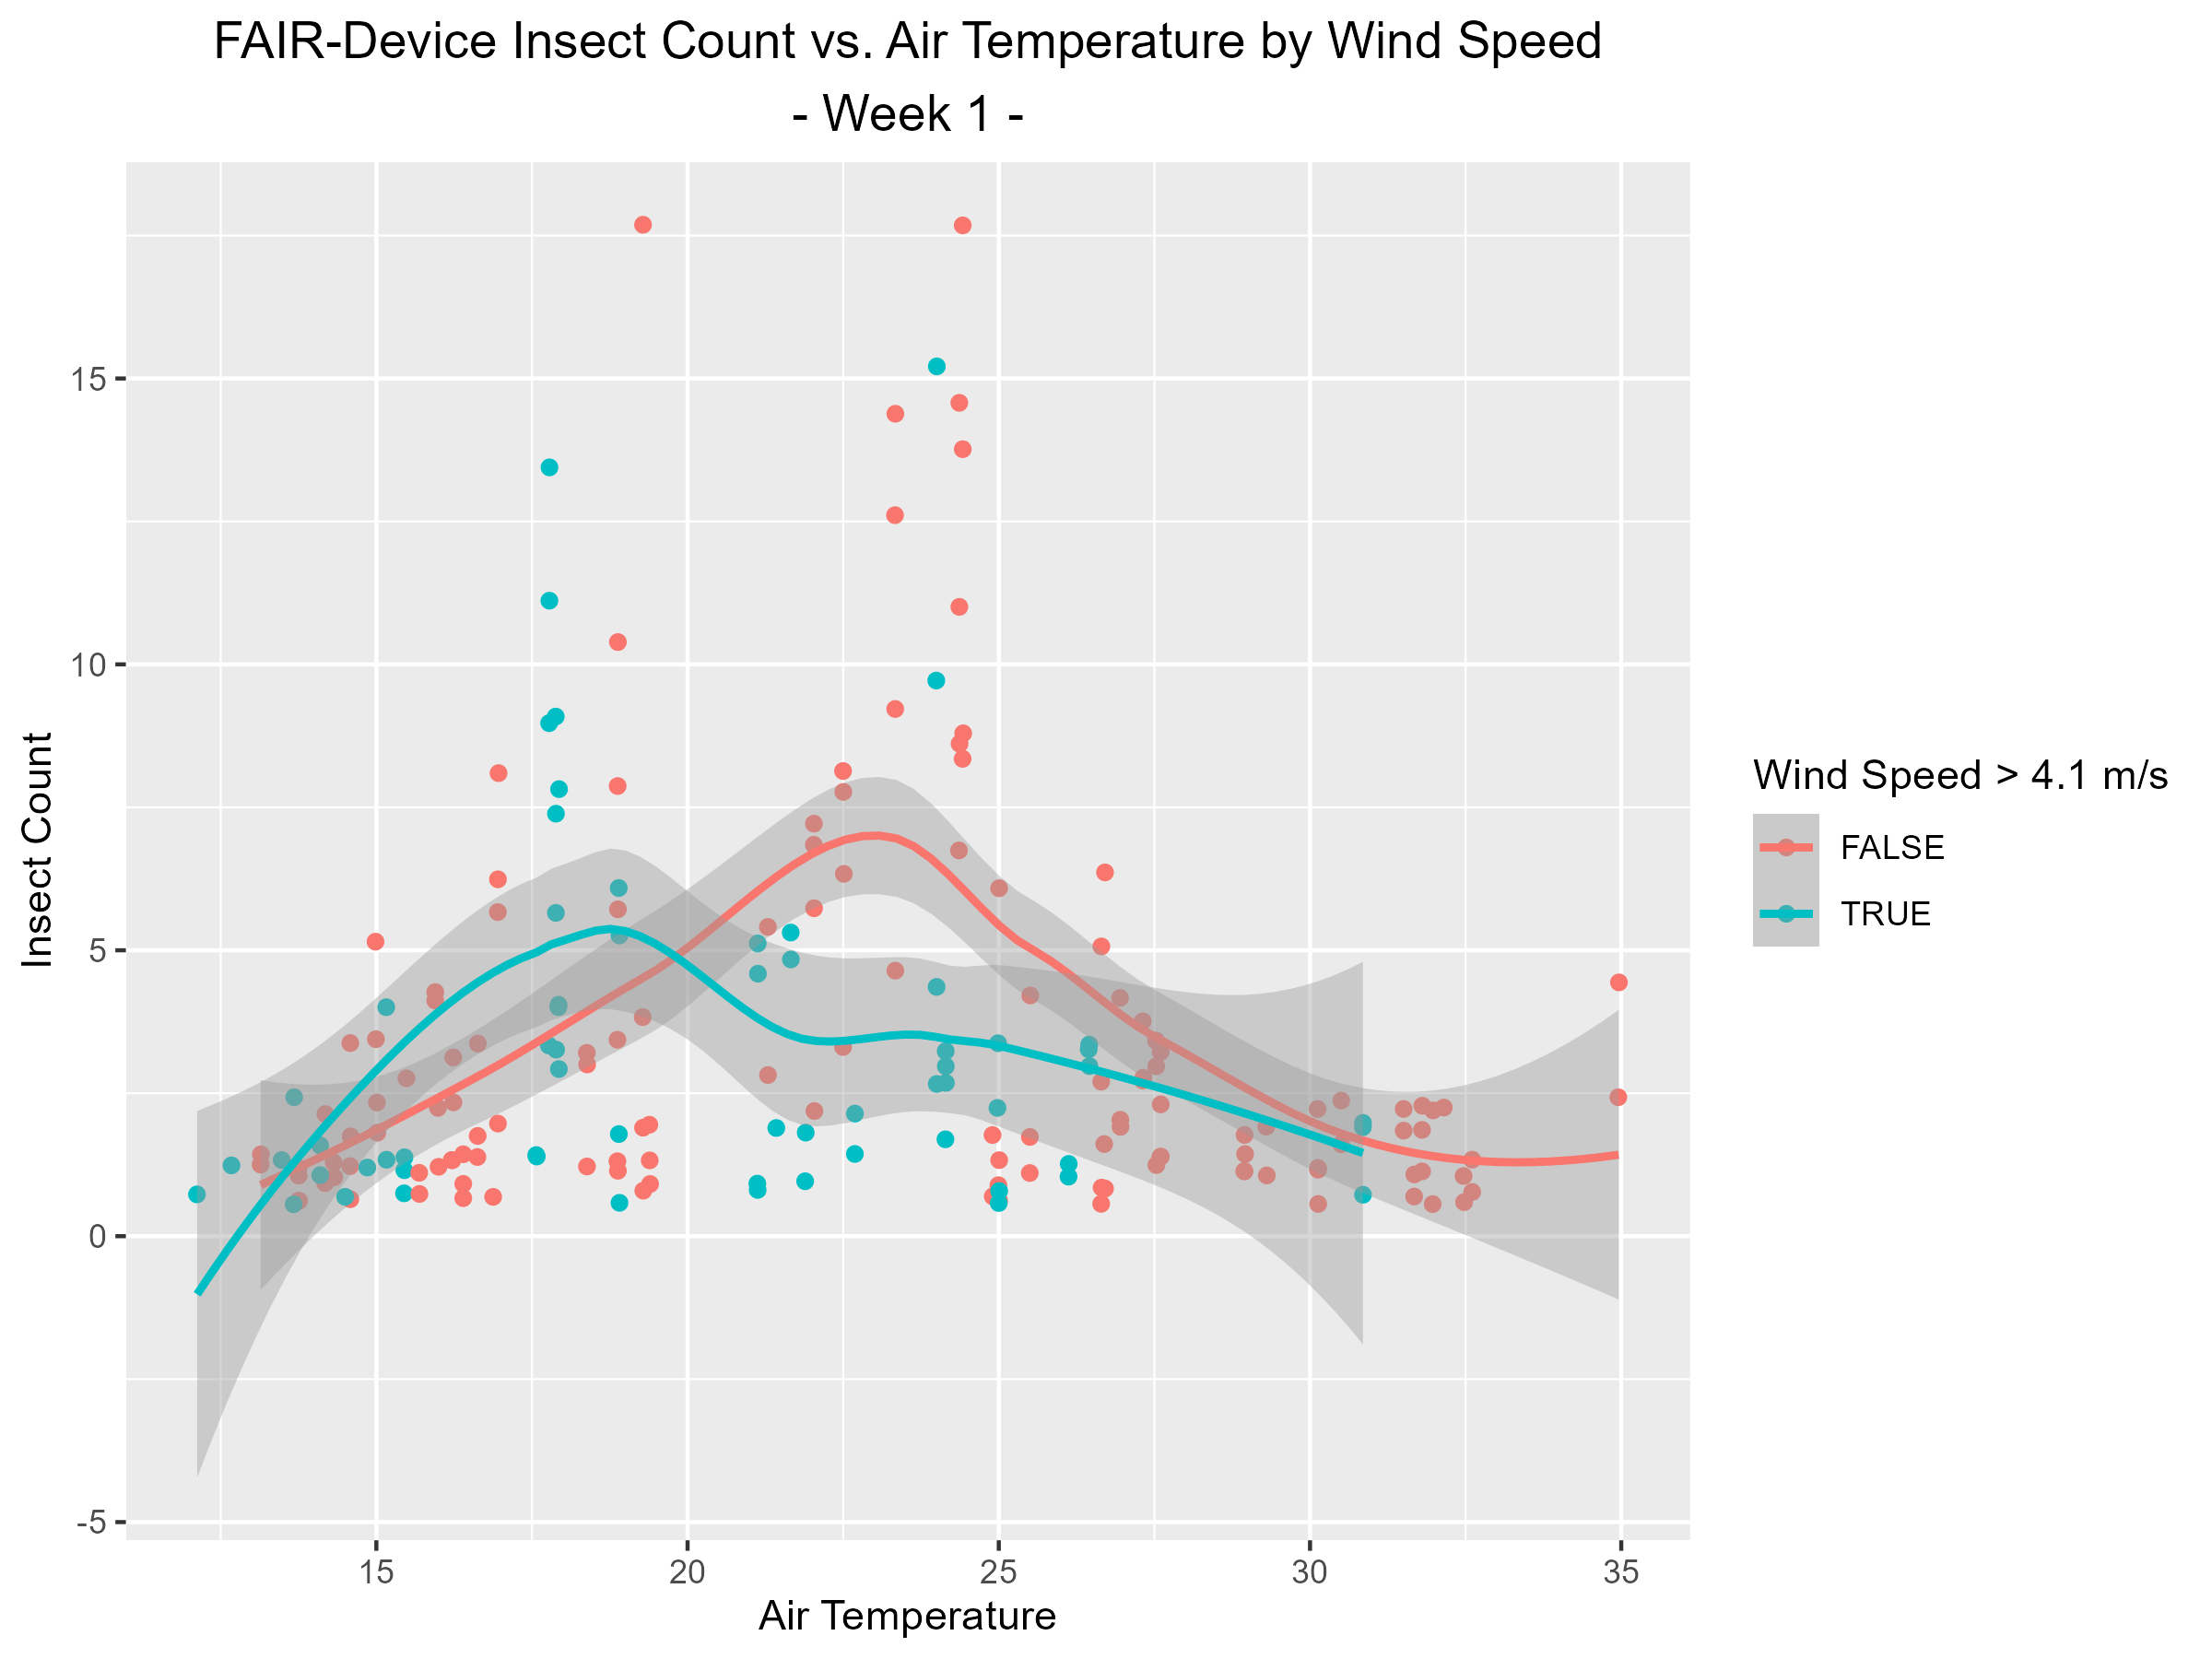 FAIR-Device Insect Count vs. Air Temperature by Wind Speed
- Week 1 -
Insect Count
15
10
5
0
-5
15 20 25 30 35
Air Temperature
Wind Speed > 4.1 m/s
FALSE
TRUE